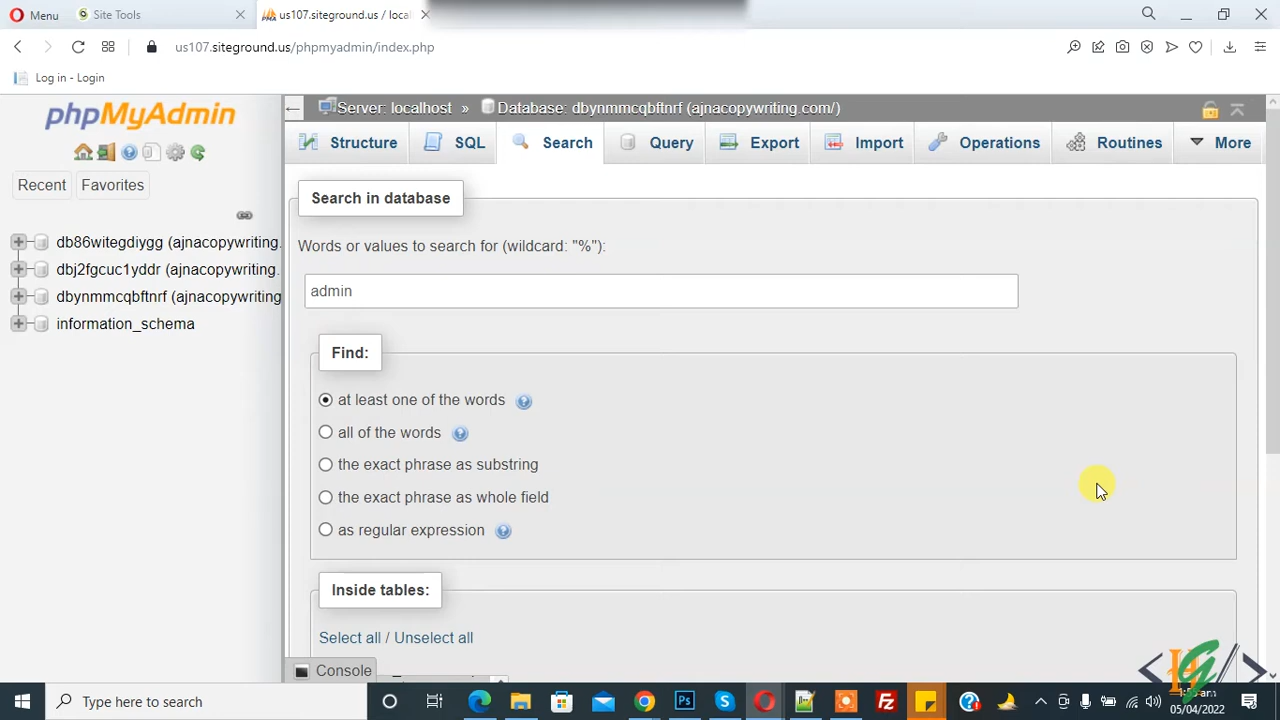 Menu
Site Tools
us107.siteground.us / local
us107.siteground.us/phpmyadmin/index.php
Log in - Login
phpMyAdmin
Recent
Favorites
db86witegdiygg (ajnacopywriting.
dbj2fgcuc1yddr (ajnacopywriting.
dbynmmcqbftnrf (ajnacopywriting
information_schema
Server: localhost » Database: dbynmmcqbftnrf (ajnacopywriting.com/)
Structure
SQL
Search
Query
Export
Import
Operations
Routines
More
Search in database
Words or values to search for (wildcard: "%"):
admin
Find:
at least one of the words
all of the words
the exact phrase as substring
the exact phrase as whole field
as regular expression
Inside tables:
Select all / Unselect all
Console
Type here to search
05/04/2022